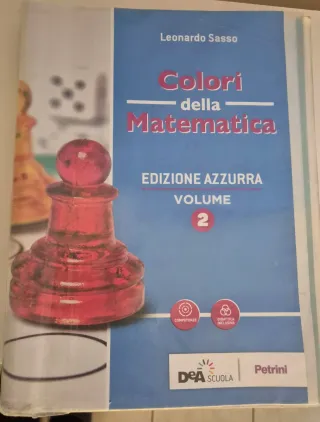 Leonardo Sasso
Colori
della
Matematica
EDIZIONE AZZURRA
VOLUME
2
DeA SCUOLA
Petrini